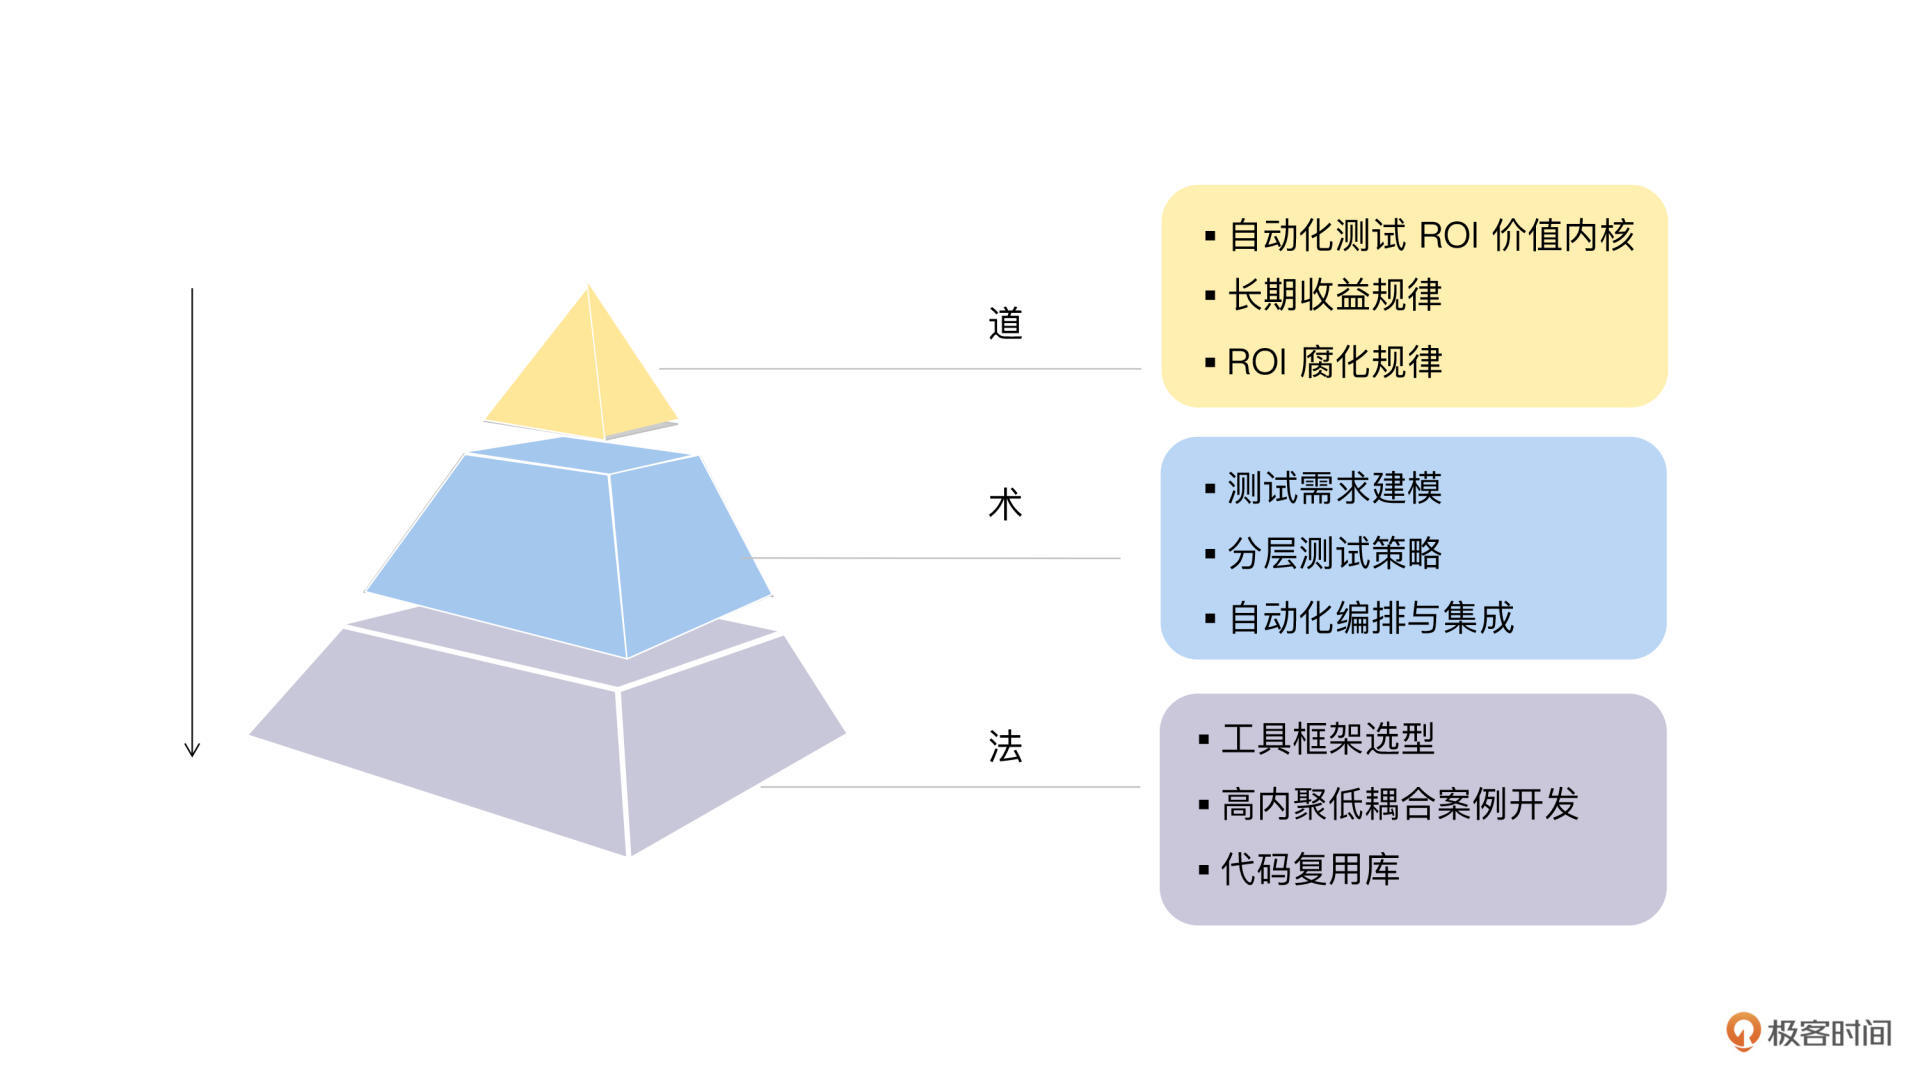 道
▪ 自动化测试 ROI 价值内核
▪ 长期收益规律
▪ ROI 腐化规律
术
▪ 测试需求建模
▪ 分层测试策略
▪ 自动化编排与集成
法
▪ 工具框架选型
▪ 高内聚低耦合案例开发
▪ 代码复用库
极客时间